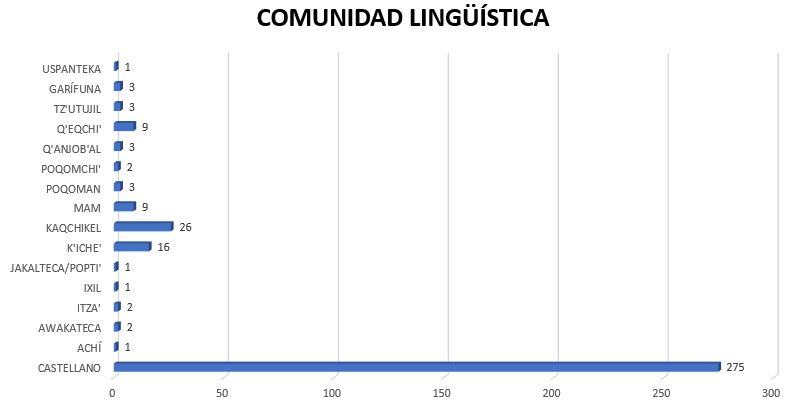 COMUNIDAD LINGÜÍSTICA
USPANTEKA 1
GARÍFUNA 3
TZ'UTUJIL 3
Q'EQCHI' 9
Q'ANJOB'AL 3
POQOMCHI' 2
POQOMAN 3
MAM 9
KAQCHIKEL 26
K'ICHE' 16
JAKALTECA/POPTI' 1
IXIL 1
ITZA' 2
AWAKATECA 2
ACHÍ 1
CASTELLANO 275
0 50 100 150 200 250 300